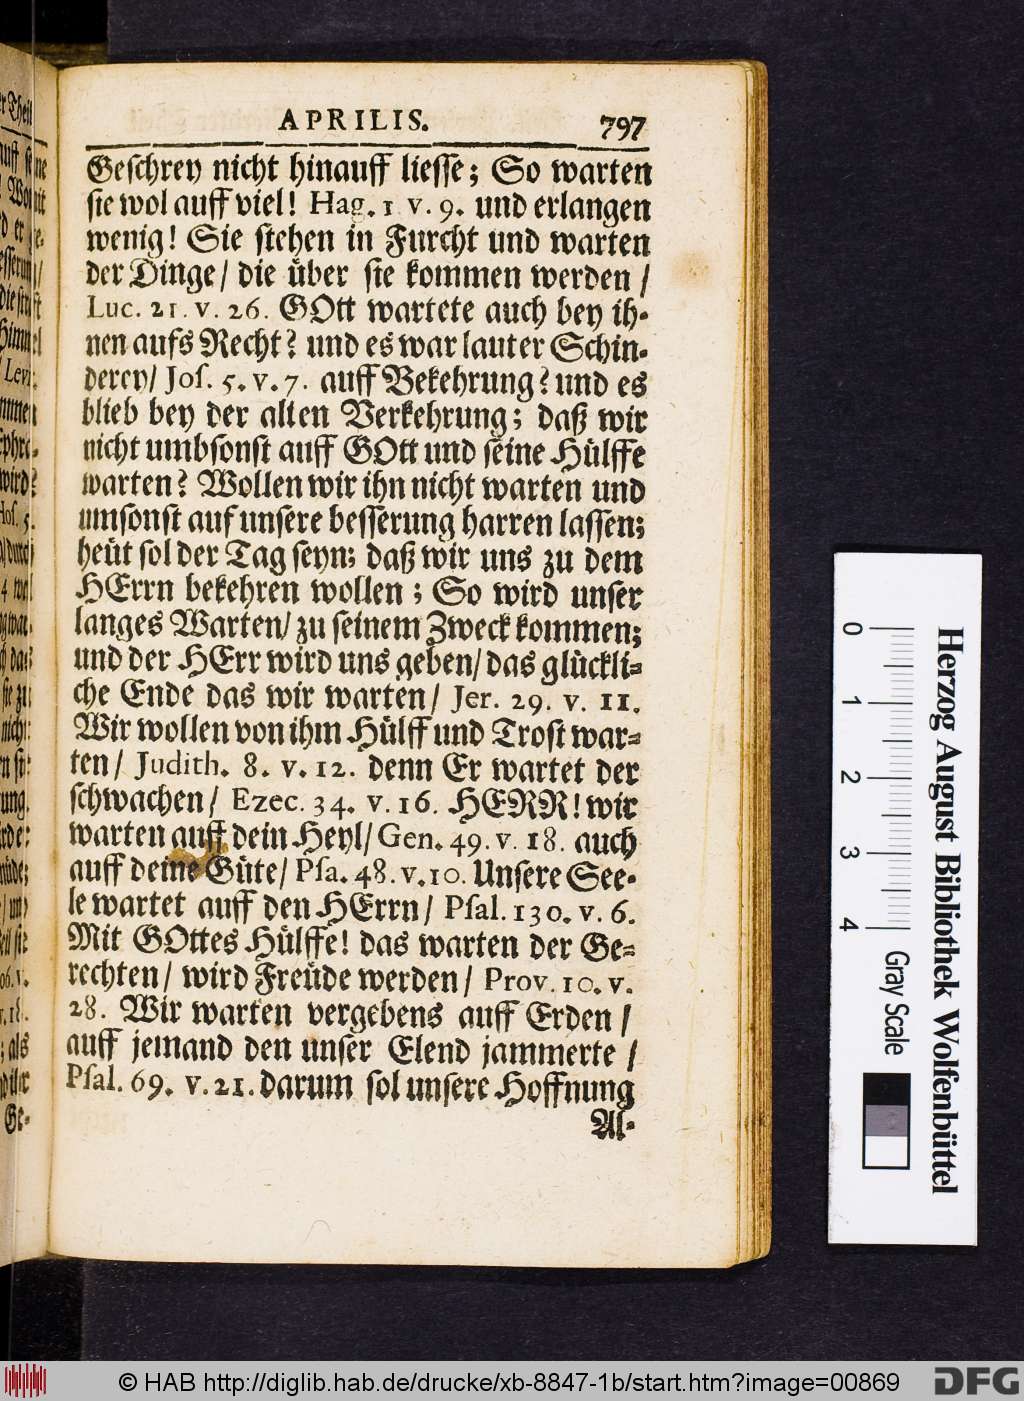 APRILIS. 797
Geschrey nicht hinauff liesse; So warten
sie wol auff viel! Hag. 1 v. 9. und erlangen
wenig! Sie stehen in Furcht und warten
der Dinge/ die über sie kommen werden/
Luc. 21. v. 26. GOtt wartete auch bey ih-
nen aufs Recht? und es war lauter Schin-
derey/ Jos. 5. v. 7. auff Bekehrung? und es
blieb bey der alten Verkehrung; daß wir
nicht umbsonst auff GOtt und seine Hülffe
warten? Wollen wir ihn nicht warten und
umsonst auf unsere besserung harren lassen;
heüt sol der Tag seyn; daß wir uns zu dem
HErrn bekehren wollen; So wird unser
langes Warten/ zu seinem Zweck kommen;
und der HErr wird uns geben/ das glückli-
che Ende das wir warten/ Jer. 29. v. 11.
Wir wollen von ihm Hülff und Trost war-
ten/ Judith. 8. v. 12. denn Er wartet der
schwachen/ Ezec. 34. v. 16. HERR! wir
warten auff dein Heyl/ Gen. 49. v. 18. auch
auff deine Güte/ Psa. 48. v. 10. Unsere See-
le wartet auff den HErrn/ Psal. 130. v. 6.
Mit GOttes Hülffe! das warten der Ge-
rechten/ wird Freüde werden/ Prov. 10. v.
28. Wir warten vergebens auff Erden/
auff jemand den unser Elend jammerte/
Psal. 69. v. 21. darum sol unsere Hoffnung
Al-
0 1 2 3 4
Gray Scale
Herzog August Bibliothek Wolfenbüttel
© HAB http://diglib.hab.de/drucke/xb-8847-1b/start.htm?image=00869
DFG